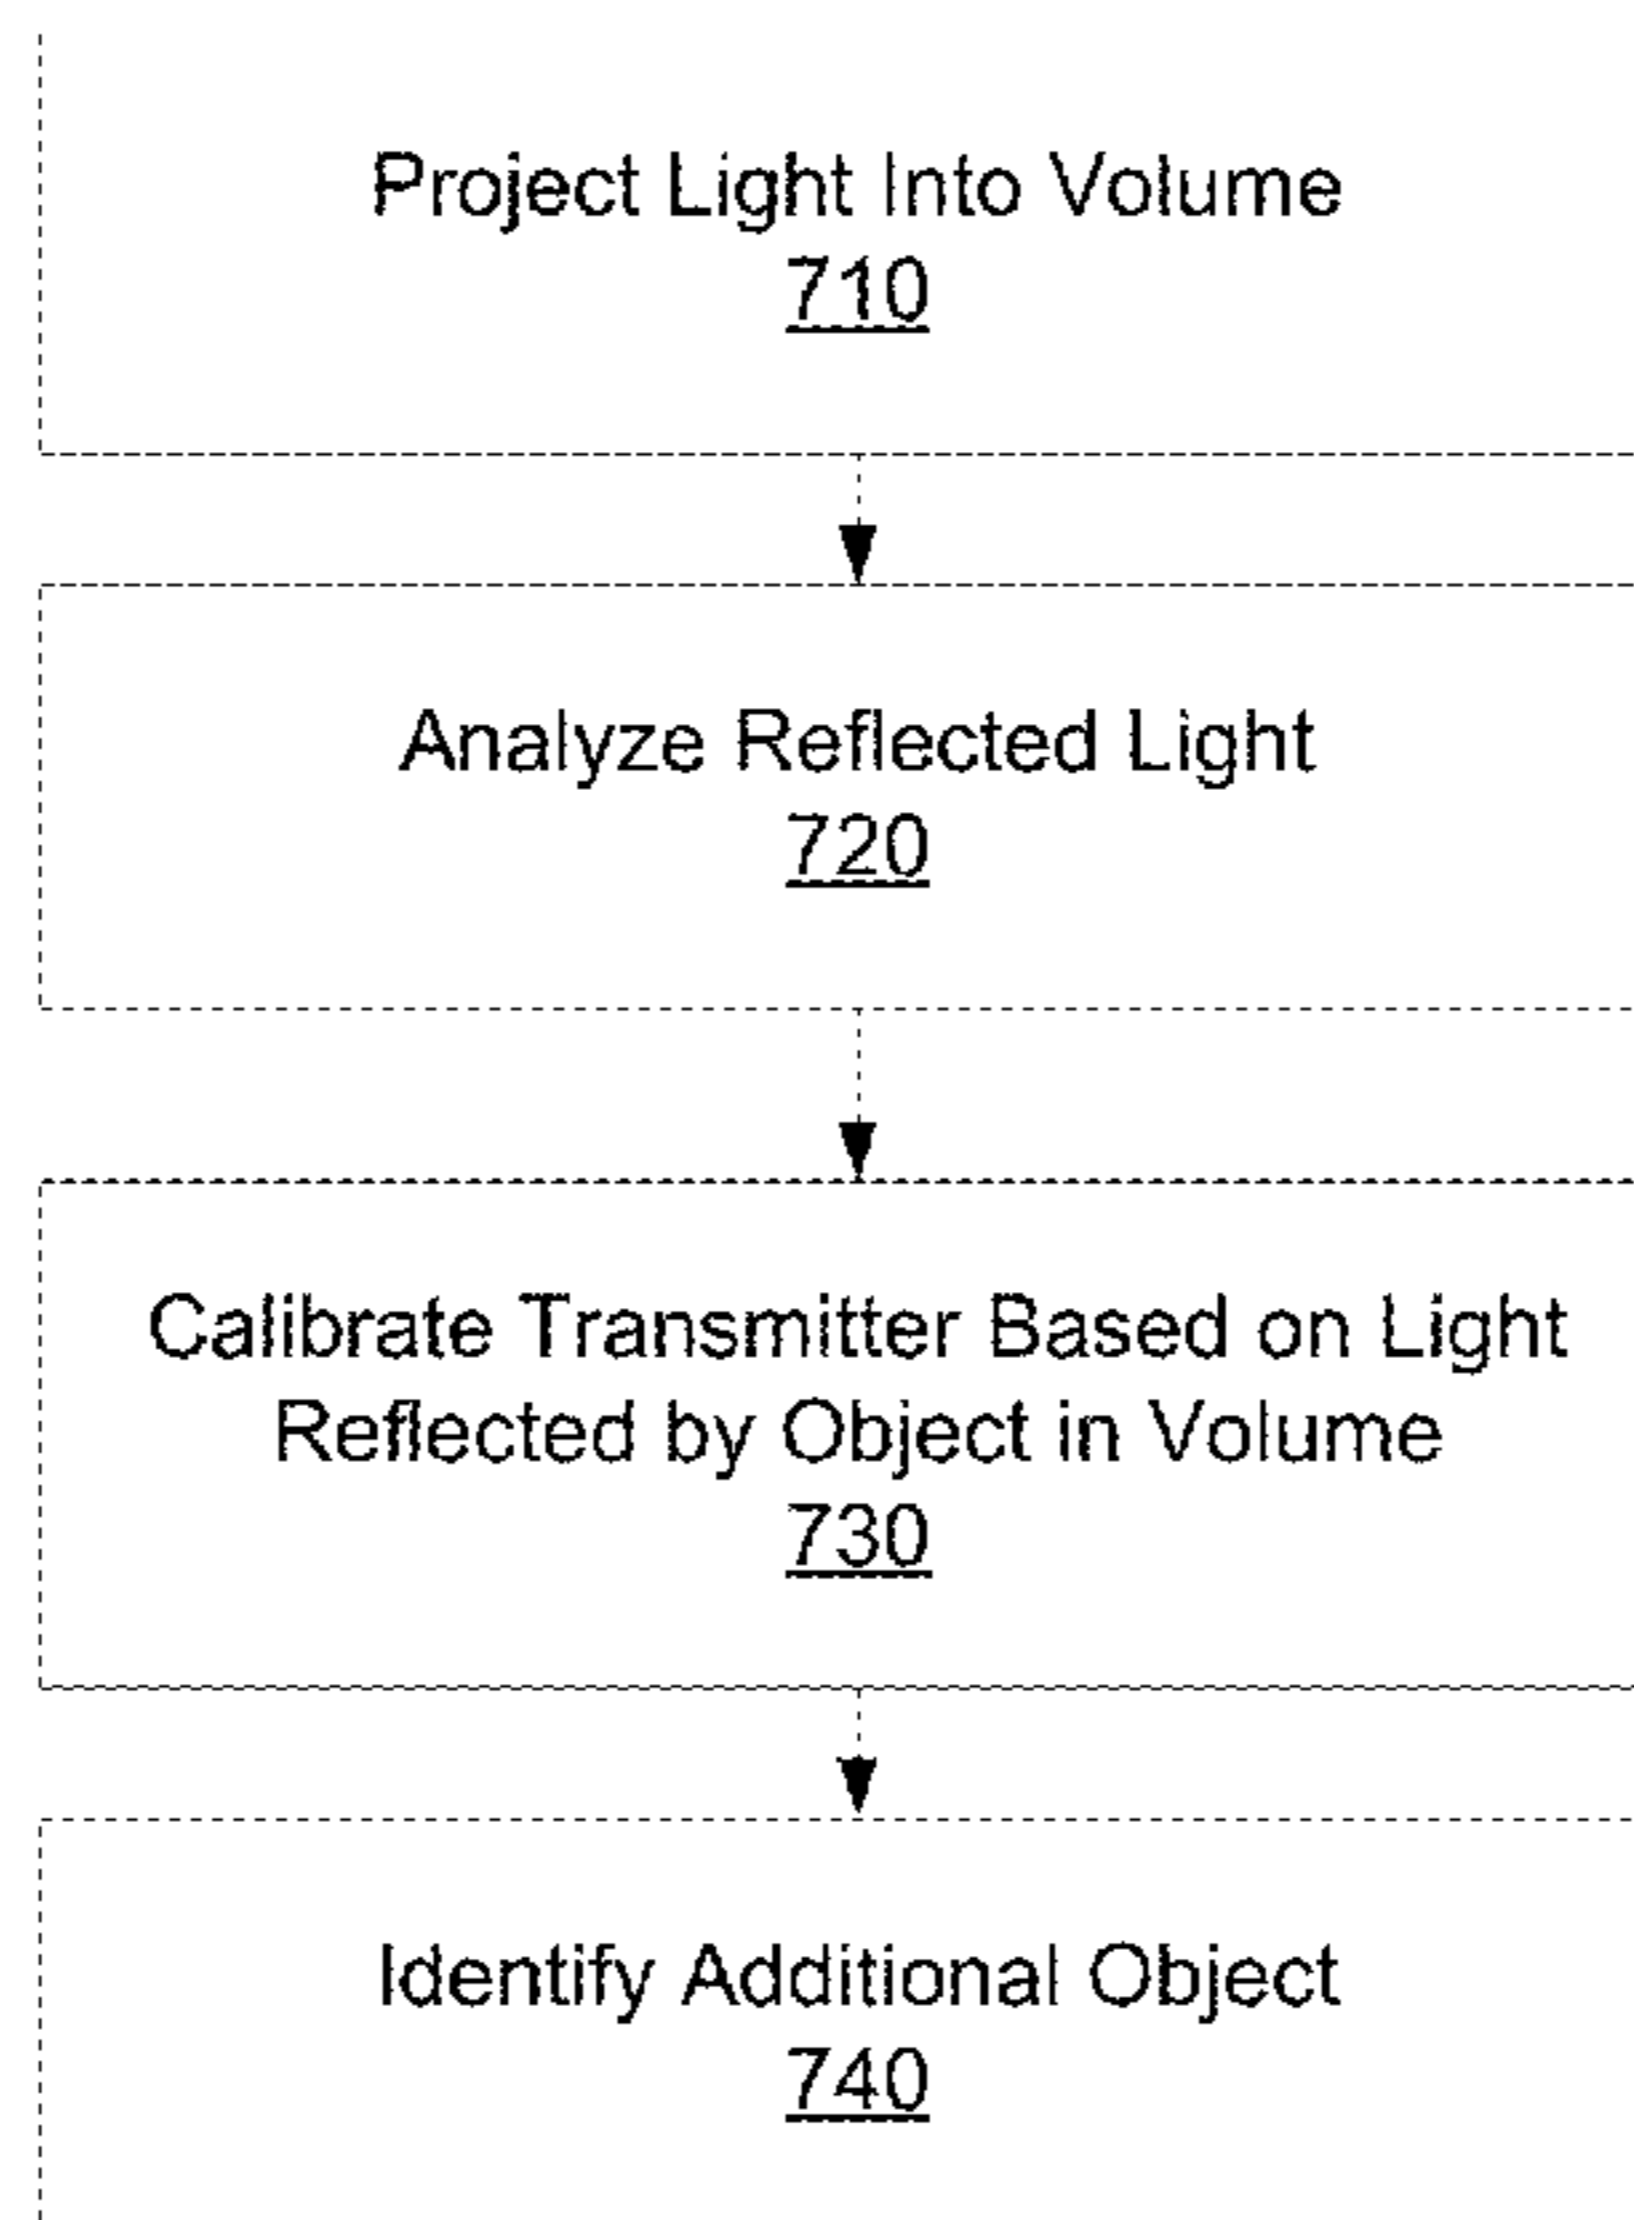 Project Light Into Volume
710
Analyze Reflected Light
720
Calibrate Transmitter Based on Light
Reflected by Object in Volume
730
Identify Additional Object
740